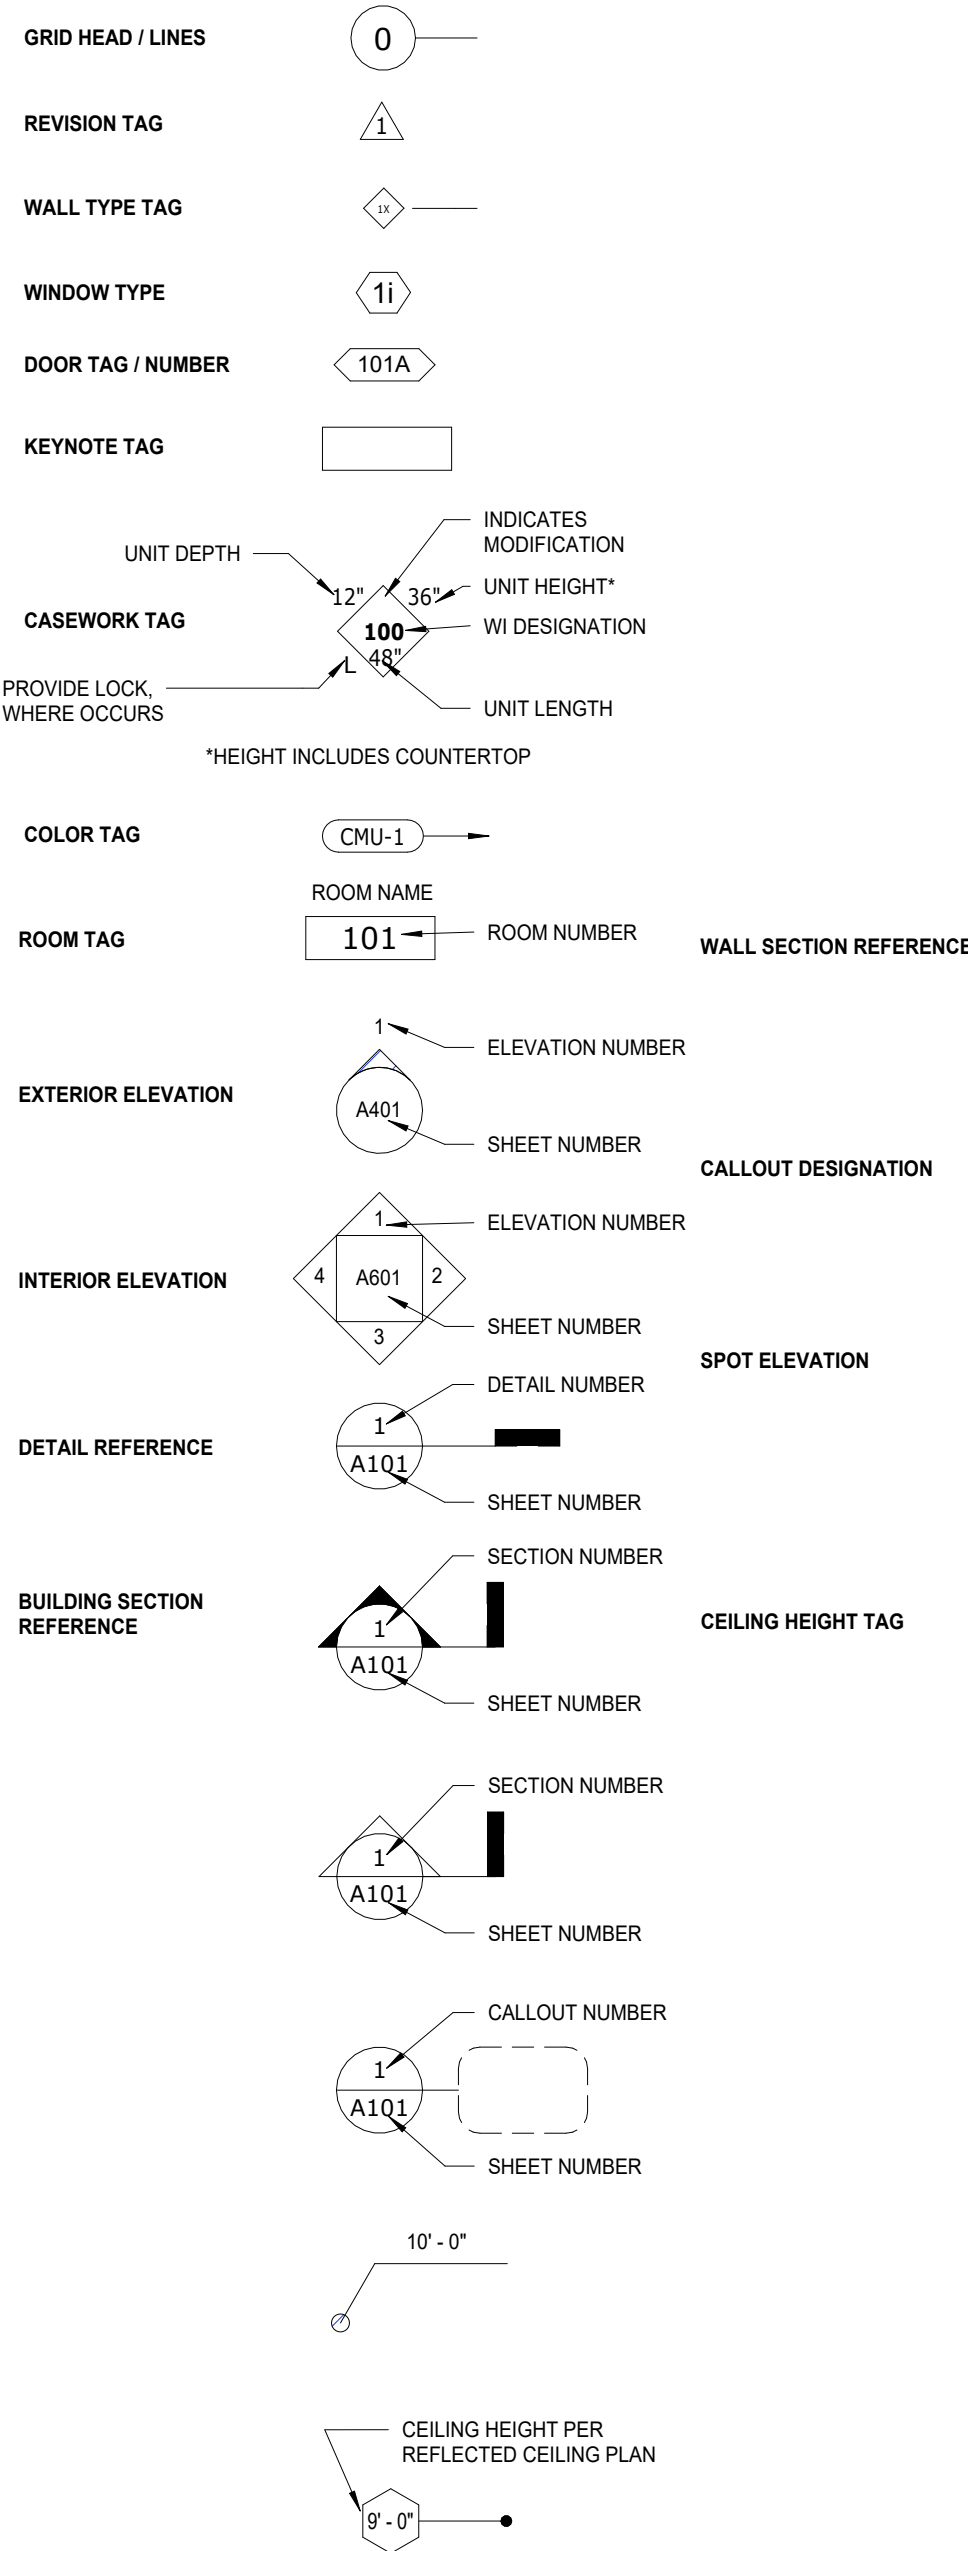 GRID HEAD / LINES
0
REVISION TAG
1
WALL TYPE TAG
1X
WINDOW TYPE
1i
DOOR TAG / NUMBER
101A
KEYNOTE TAG
INDICATES
MODIFICATION
UNIT DEPTH
12"
36"
UNIT HEIGHT*
CASEWORK TAG
100
WI DESIGNATION
48"
L
PROVIDE LOCK,
WHERE OCCURS
UNIT LENGTH
*HEIGHT INCLUDES COUNTERTOP
COLOR TAG
CMU-1
ROOM NAME
ROOM TAG
101
ROOM NUMBER
WALL SECTION REFERENCE
1
ELEVATION NUMBER
EXTERIOR ELEVATION
A401
SHEET NUMBER
CALLOUT DESIGNATION
1
ELEVATION NUMBER
INTERIOR ELEVATION
4
A601
2
SHEET NUMBER
3
SPOT ELEVATION
DETAIL NUMBER
1
DETAIL REFERENCE
A101
SHEET NUMBER
SECTION NUMBER
BUILDING SECTION
REFERENCE
1
CEILING HEIGHT TAG
A101
SHEET NUMBER
SECTION NUMBER
1
A101
SHEET NUMBER
CALLOUT NUMBER
1
A101
SHEET NUMBER
10' - 0"
CEILING HEIGHT PER
REFLECTED CEILING PLAN
9' - 0"